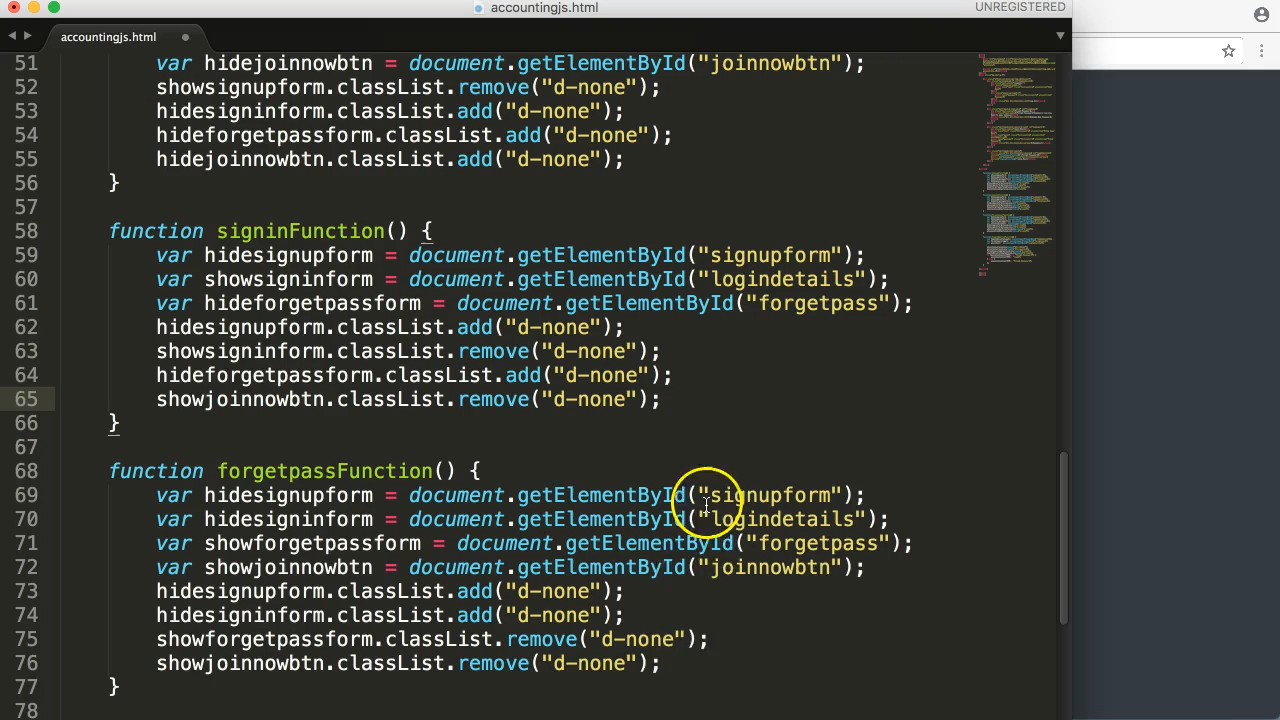 accountingjs.html
UNREGISTERED
accountingjs.html
51 var hidejoinnowbtn = document.getElementById("joinnowbtn");
52 showsignupform.classList.remove("d-none");
53 hidesigninform.classList.add("d-none");
54 hideforgetpassform.classList.add("d-none");
55 hidejoinnowbtn.classList.add("d-none");
56 }
57
58 function signinFunction() {
59 var hidesignupform = document.getElementById("signupform");
60 var showsigninform = document.getElementById("logindetails");
61 var hideforgetpassform = document.getElementById("forgetpass");
62 hidesignupform.classList.add("d-none");
63 showsigninform.classList.remove("d-none");
64 hideforgetpassform.classList.add("d-none");
65 showjoinnowbtn.classList.remove("d-none");
66 }
67
68 function forgetpassFunction() {
69 var hidesignupform = document.getElementById("signupform");
70 var hidesigninform = document.getElementById("logindetails");
71 var showforgetpassform = document.getElementById("forgetpass");
72 var showjoinnowbtn = document.getElementById("joinnowbtn");
73 hidesignupform.classList.add("d-none");
74 hidesigninform.classList.add("d-none");
75 showforgetpassform.classList.remove("d-none");
76 showjoinnowbtn.classList.remove("d-none");
77 }
78